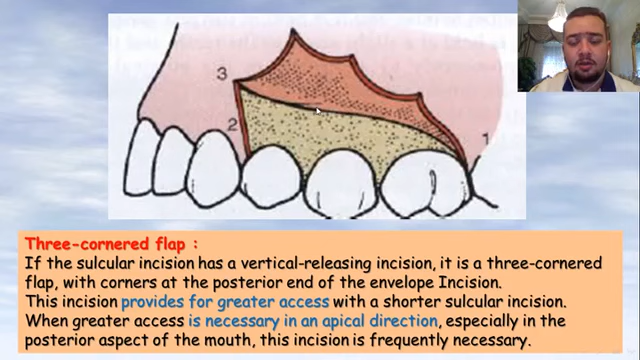 3
2
1
Three-cornered flap :
If the sulcular incision has a vertical-releasing incision, it is a three-cornered
flap, with corners at the posterior end of the envelope Incision.
This incision provides for greater access with a shorter sulcular incision.
When greater access is necessary in an apical direction, especially in the
posterior aspect of the mouth, this incision is frequently necessary.